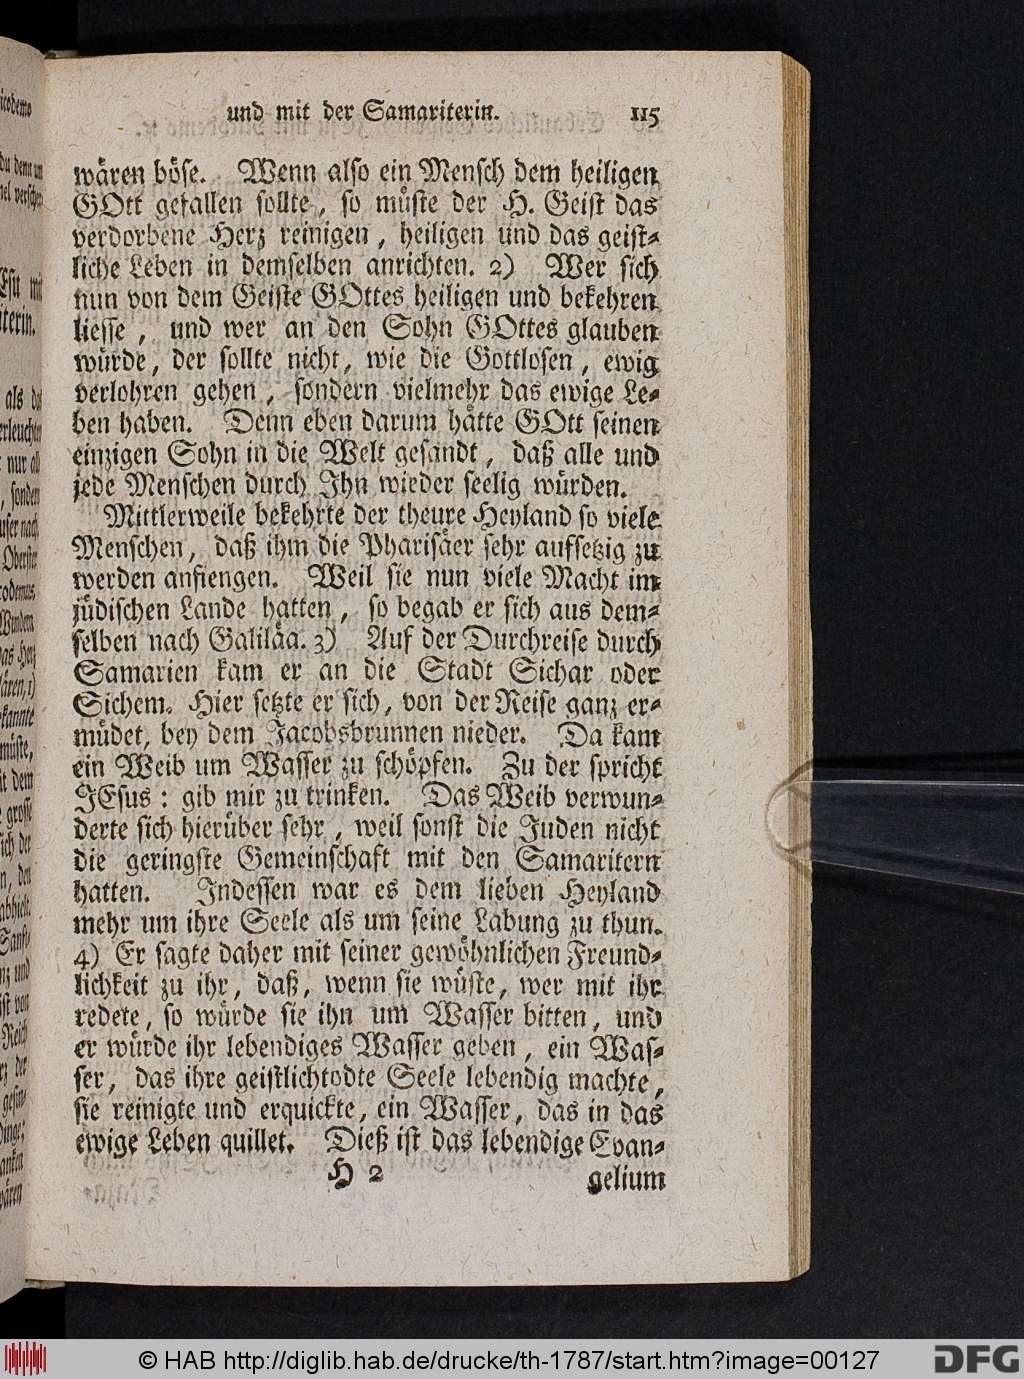 und mit der Samariterin. 115
wären böse. Wenn also ein Mensch dem heiligen
GOtt gefallen sollte, so müste der H. Geist das
verdorbene Herz reinigen, heiligen und das geist-
liche Leben in demselben anrichten. 2) Wer sich
nun von dem Geiste GOttes heiligen und bekehren
liesse, und wer an den Sohn GOttes glauben
würde, der sollte nicht, wie die Gottlosen, ewig
verlohren gehen, sondern vielmehr das ewige Le-
ben haben. Denn eben darum hätte GOtt seinen
einzigen Sohn in die Welt gesandt, daß alle und
jede Menschen durch Ihn wieder seelig würden.
Mittlerweile bekehrte der theure Heyland so viele
Menschen, daß ihm die Pharisäer sehr aufsetzig zu
werden anfiengen. Weil sie nun viele Macht im
jüdischen Lande hatten, so begab er sich aus dem-
selben nach Galiläa. 3) Auf der Durchreise durch
Samarien kam er an die Stadt Sichar oder
Sichem. Hier setzte er sich, von der Reise ganz er-
müdet, bey dem Jacobsbrunnen nieder. Da kam
ein Weib um Wasser zu schöpfen. Zu der spricht
JEsus: gib mir zu trinken. Das Weib verwun-
derte sich hierüber sehr, weil sonst die Juden nicht
die geringste Gemeinschaft mit den Samaritern
hatten. Indessen war es dem lieben Heyland
mehr um ihre Seele als um seine Labung zu thun.
4) Er sagte daher mit seiner gewöhnlichen Freund-
lichkeit zu ihr, daß, wenn sie wüste, wer mit ihr
redete, so würde sie ihn um Wasser bitten, und
er würde ihr lebendiges Wasser geben, ein Was-
ser, das ihre geistlichtodte Seele lebendig machte,
sie reinigte und erquickte, ein Wasser, das in das
ewige Leben quillet. Dieß ist das lebendige Evan-
H 2 gelium
© HAB http://diglib.hab.de/drucke/th-1787/start.htm?image=00127
DFG